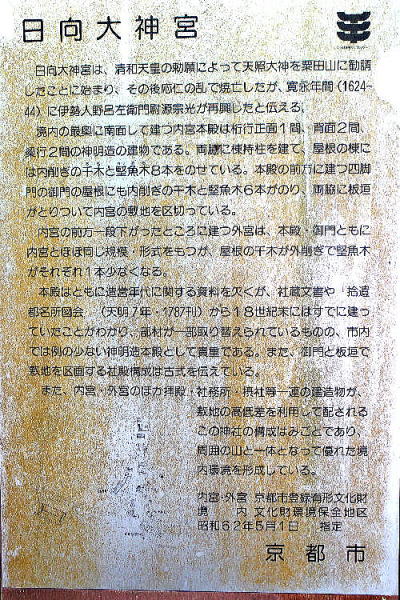 日向大神宮
日向大神宮は、清和天皇の勅願によって天照大神を粟田山に勧請
したことに始まり、その後応仁の乱で焼亡したが、寛永年間(1624~
44)に伊勢人野呂左衛門尉源宗光が再興したと伝える。
境内の最奥に南面して建つ内宮本殿は桁行正面1間、背面2間、
梁行2間の神明造の建物である。両妻に棟持柱を建て、屋根の棟に
は内削ぎの千木と堅魚木8本をのせている。本殿の前方に建つ四脚
門の御門の屋根にも内削ぎの千木と堅魚木6本がのり、両脇に板垣
がとりついて内宮の敷地を区切っている。
内宮の前方一段下がったところに建つ外宮は、本殿・御門ともに
内宮とほぼ同じ規模・形式をもつが、屋根の千木が外削ぎで堅魚木
がそれぞれ1本少なくなる。
本殿はともに造営年代に関する資料を欠くが、社蔵文書や「拾遺
都名所図会」(天明7年・1787刊)から18世紀末にはすでに建っ
ていたことがわかり、部材が一部取り替えられているものの、市内
では例の少ない神明造本殿として貴重である。また、御門と板垣で
敷地を区画する社殿構成は古式を伝えている。
また、内宮・外宮のほか拝殿・社務所・摂社等一連の建造物が、
敷地の高低差を利用して配される
この神社の構成はみごとであり、
周囲の山と一体となって優れた境
内環境を形成している。
内宮・外宮 京都市登録有形文化財
境内 文化財環境保全地区
昭和62年5月1日 指定
京都市